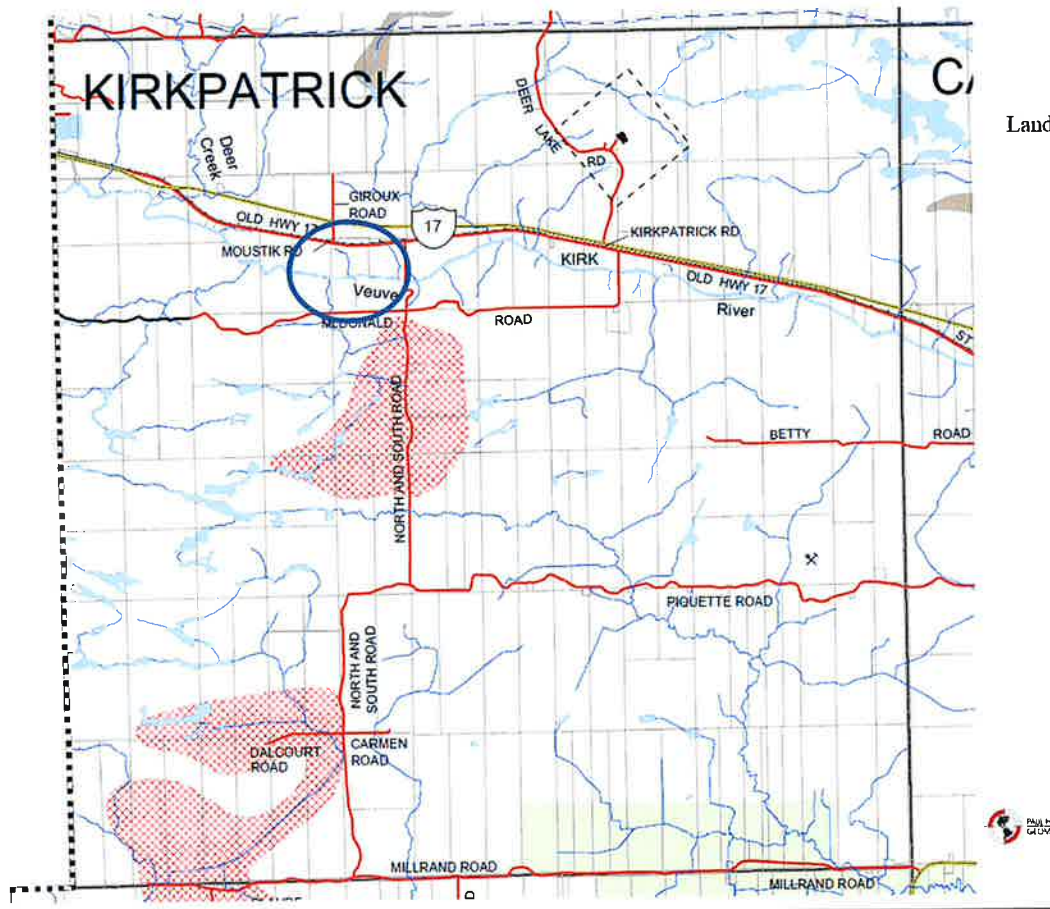 KIRKPATRICK
CA
Land
Deer
Creek
DEER
LAKE
RD
GIROUX
ROAD
OLD HWY 17
17
MOUSTIK RD
KIRKPATRICK RD
KIRK
OLD HWY 17
Veuve
River
MCDONALD
ROAD
ST
NORTH AND SOUTH ROAD
BETTY
ROAD
PIQUETTE ROAD
NORTH AND
SOUTH ROAD
DALCOURT
ROAD
CARMEN
ROAD
MILLRAND ROAD
MILLRAND ROAD
D